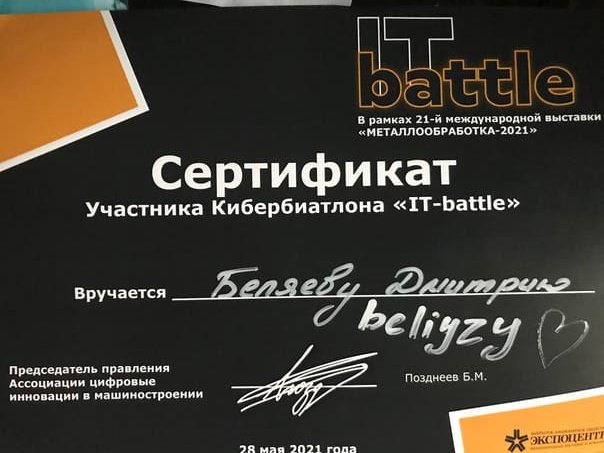 IT
battle
В рамках 21-й международной выставки
«МЕТАЛЛООБРАБОТКА-2021»
Сертификат
Участника Кибербиатлона «IT-battle»
Вручается Беляеву Дмитрию
beliyzy
Председатель правления
Ассоциации цифровые
инновации в машиностроении
Позднеев Б.М.
28 мая 2021 года
ЭКСПОЦЕНТР